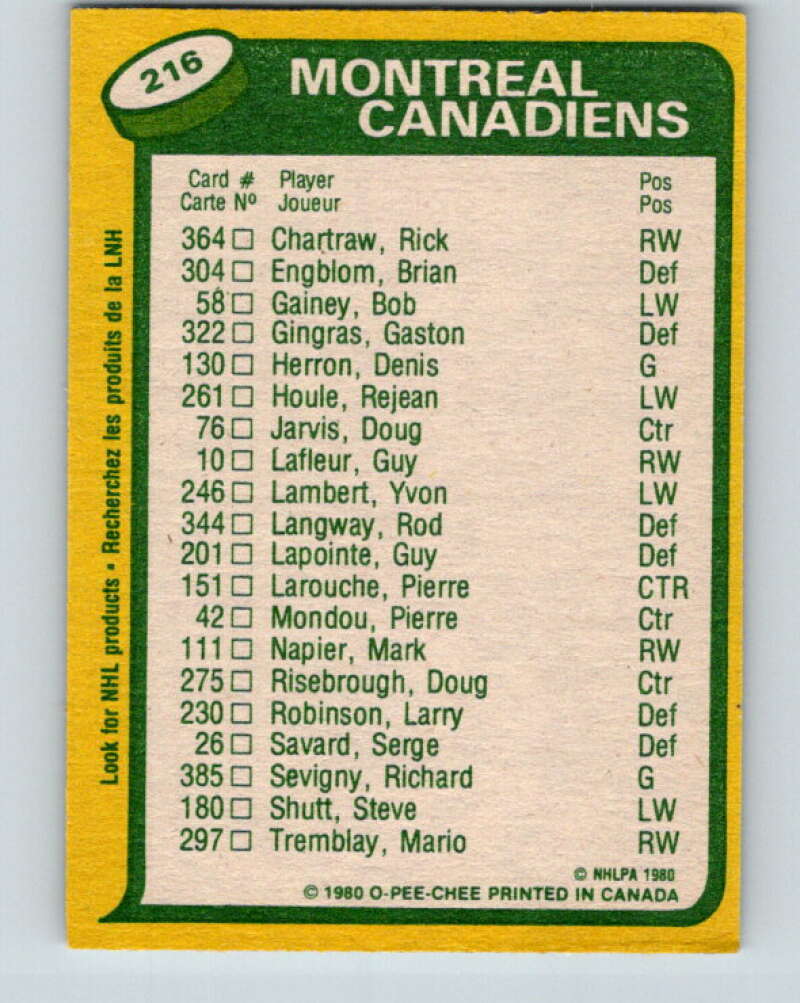 216
MONTREAL
CANADIENS
Card # Player Pos
Carte Nº Joueur Pos
364 □ Chartraw, Rick RW
304 □ Engblom, Brian Def
58 □ Gainey, Bob LW
322 □ Gingras, Gaston Def
130 □ Herron, Denis G
261 □ Houle, Rejean LW
76 □ Jarvis, Doug Ctr
10 □ Lafleur, Guy RW
246 □ Lambert, Yvon LW
344 □ Langway, Rod Def
201 □ Lapointe, Guy Def
151 □ Larouche, Pierre CTR
42 □ Mondou, Pierre Ctr
111 □ Napier, Mark RW
275 □ Risebrough, Doug Ctr
230 □ Robinson, Larry Def
26 □ Savard, Serge Def
385 □ Sevigny, Richard G
180 □ Shutt, Steve LW
297 □ Tremblay, Mario RW
© NHLPA 1980
© 1980 O-PEE-CHEE PRINTED IN CANADA
Look for NHL products • Recherchez les produits de la LNH